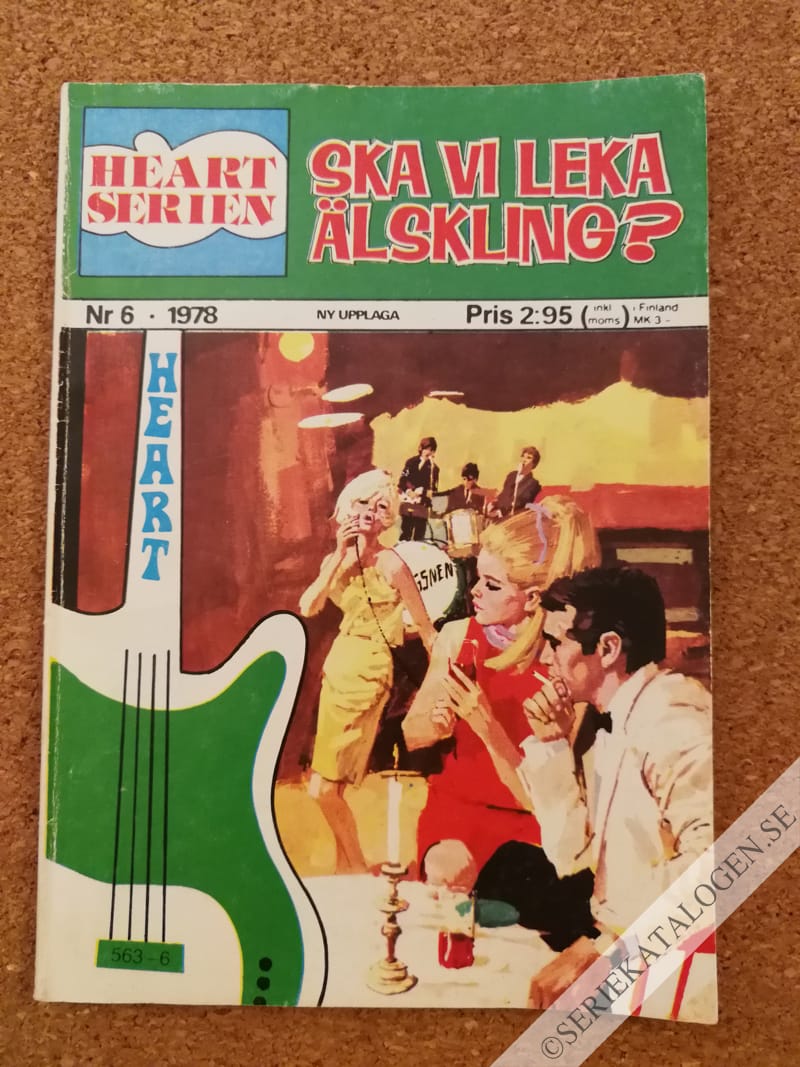 HEART
SERIEN
SKA VI LEKA
ÄLSKLING?
Nr 6 · 1978
NY UPPLAGA
Pris 2:95 (inkl moms) i Finland MK 3 -
HEART
GSNEN
563-6
©SERIEKATALOGEN.SE